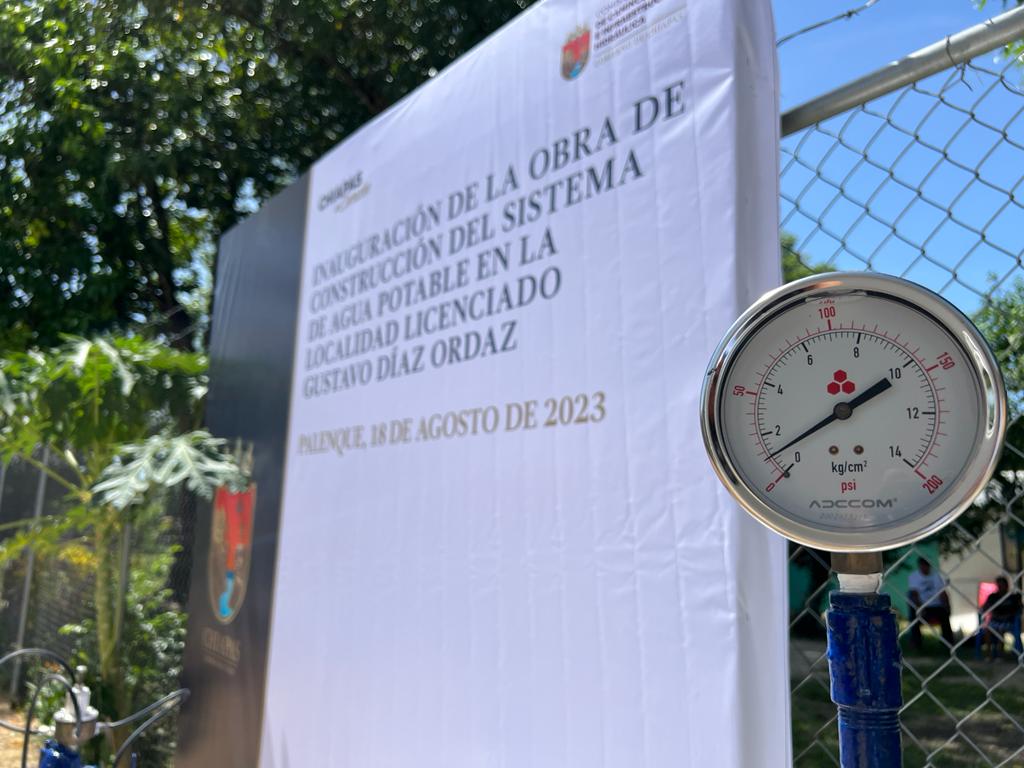 CHIAPAS
INAUGURACIÓN DE LA OBRA DE
CONSTRUCCIÓN DEL SISTEMA
DE AGUA POTABLE EN LA
LOCALIDAD LICENCIADO
GUSTAVO DÍAZ ORDAZ
PALENQUE, 18 DE AGOSTO DE 2023
CHIAPAS
0 50 100 150 200
0 2 4 6 8 10 12 14
kg/cm²
psi
ADCCOM®